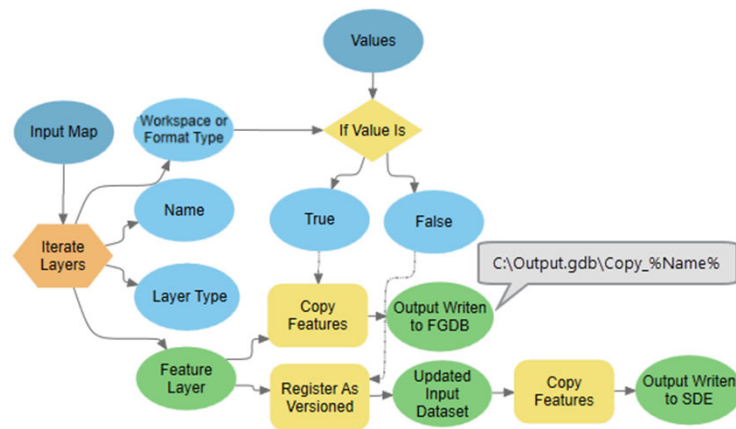 Values
Input Map
Workspace or
Format Type
If Value Is
Name
True
False
Iterate
Layers
C:\Output.gdb\Copy_%Name%
Layer Type
Copy
Features
Output Writen
to FGDB
Feature
Layer
Register As
Versioned
Updated
Input
Dataset
Copy
Features
Output Writen
to SDE